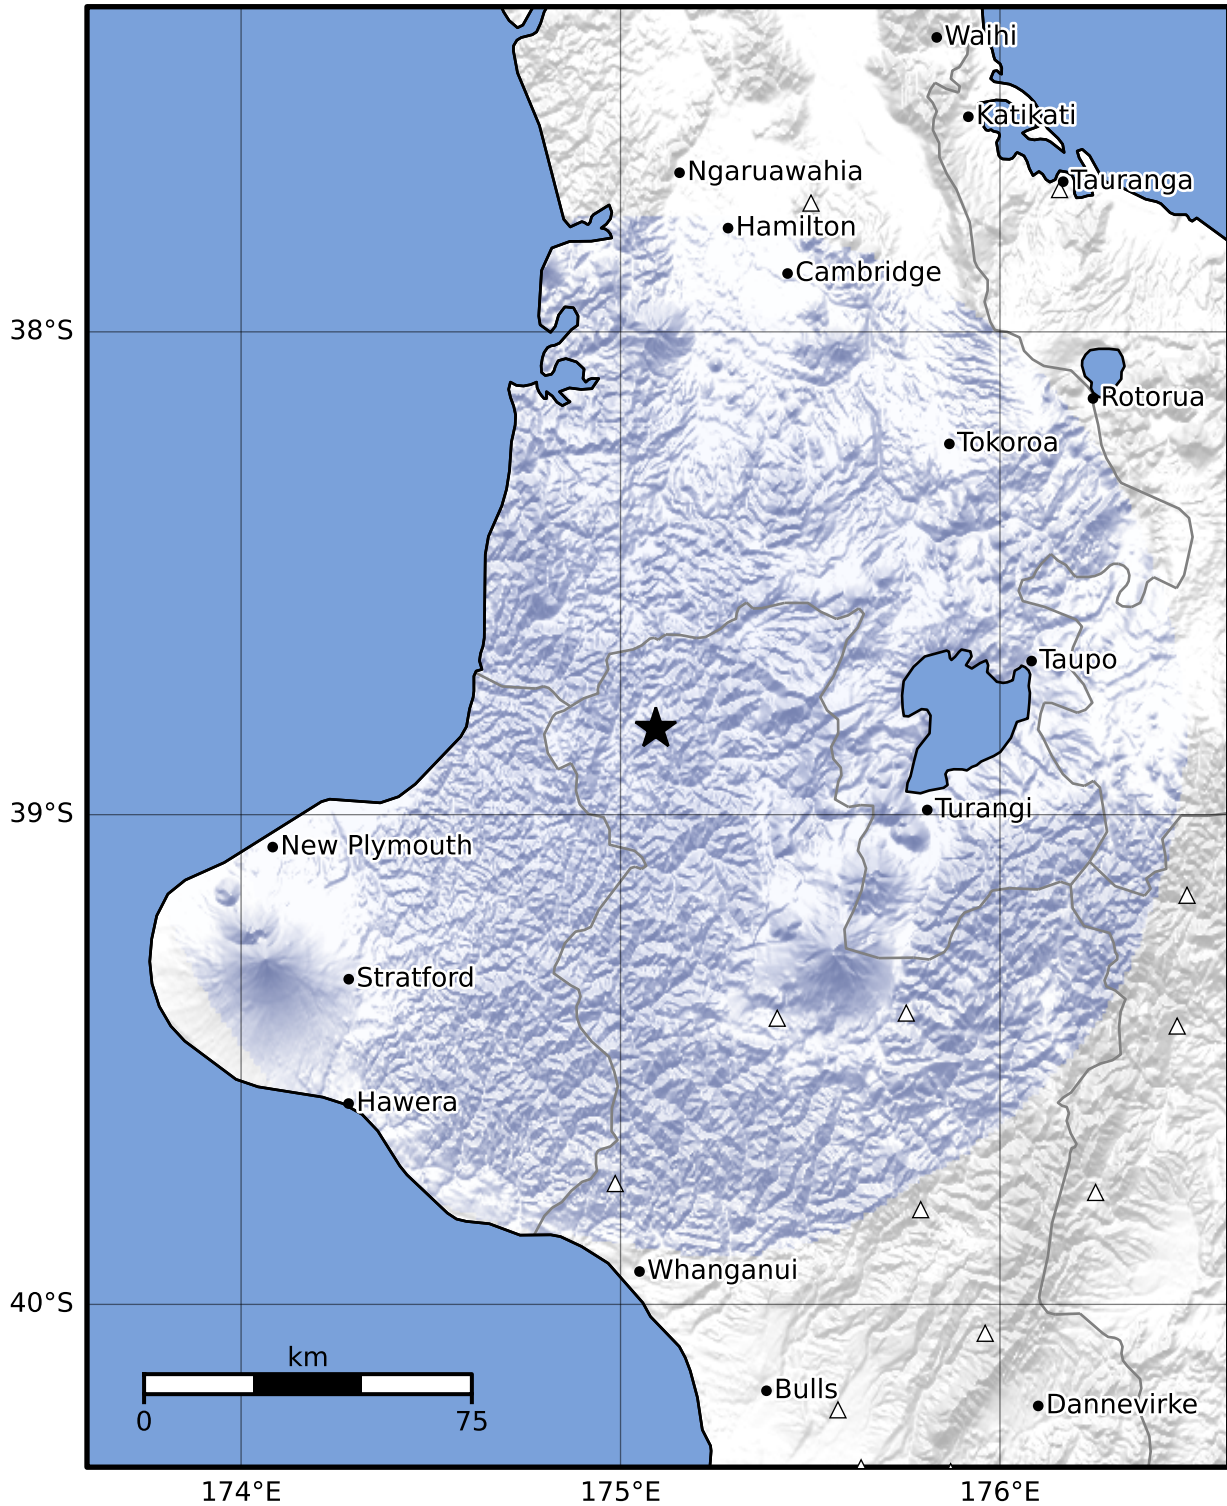 Waihi
Katikati
Ngaruawahia
Tauranga
Hamilton
Cambridge
38°S
Rotorua
Tokoroa
Taupo
39°S
Turangi
New Plymouth
Stratford
Hawera
Whanganui
40°S
km
0
75
Bulls
Dannevirke
174°E
175°E
176°E